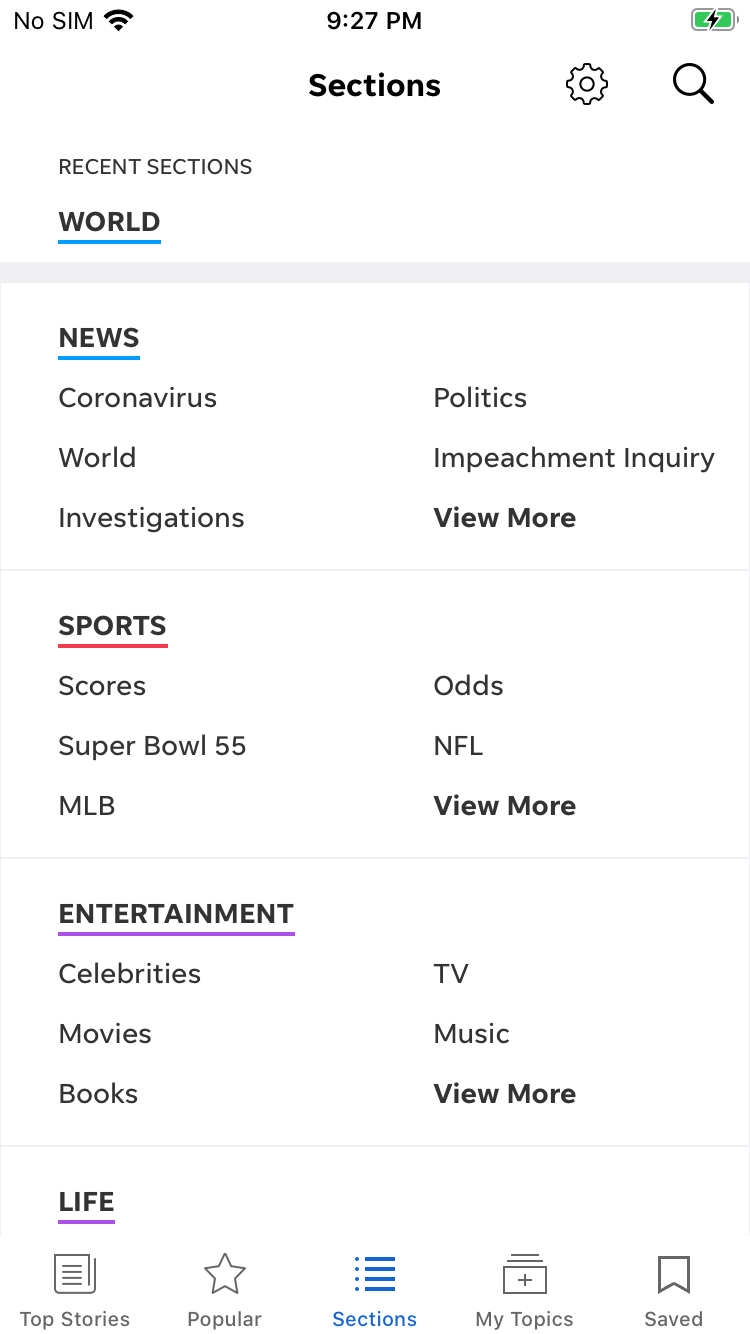 No SIM 9:27 PM
Sections
RECENT SECTIONS
WORLD
NEWS
Coronavirus Politics
World Impeachment Inquiry
Investigations View More
SPORTS
Scores Odds
Super Bowl 55 NFL
MLB View More
ENTERTAINMENT
Celebrities TV
Movies Music
Books View More
LIFE
Top Stories Popular Sections My Topics Saved